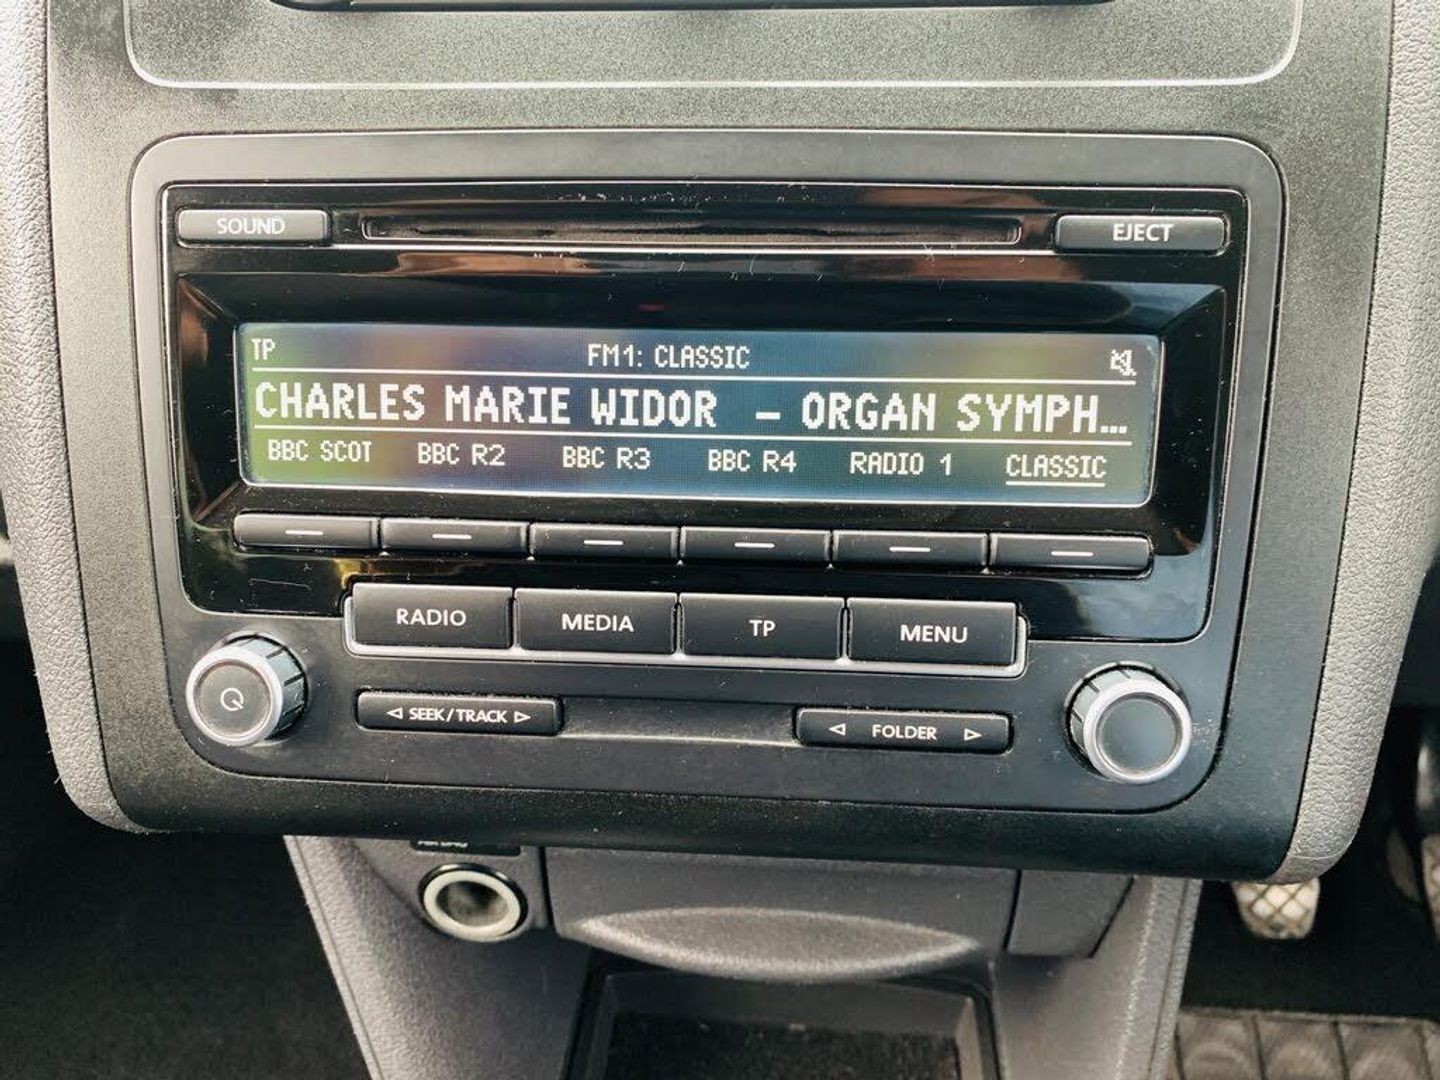 SOUND EJECT
TP FM1: CLASSIC
CHARLES MARIE WIDOR - ORGAN SYMPH...
BBC SCOT BBC R2 BBC R3 BBC R4 RADIO 1 CLASSIC
RADIO MEDIA TP MENU
SEEK/TRACK FOLDER